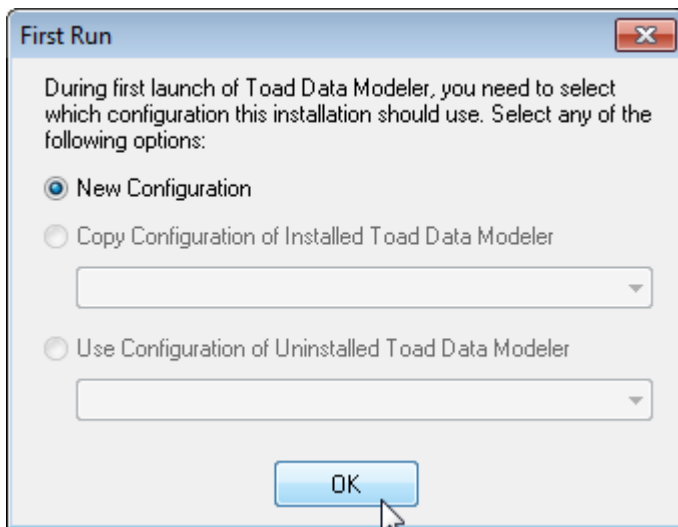 First Run
During first launch of Toad Data Modeler, you need to select
which configuration this installation should use. Select any of the
following options:
New Configuration
Copy Configuration of Installed Toad Data Modeler
Use Configuration of Uninstalled Toad Data Modeler
OK